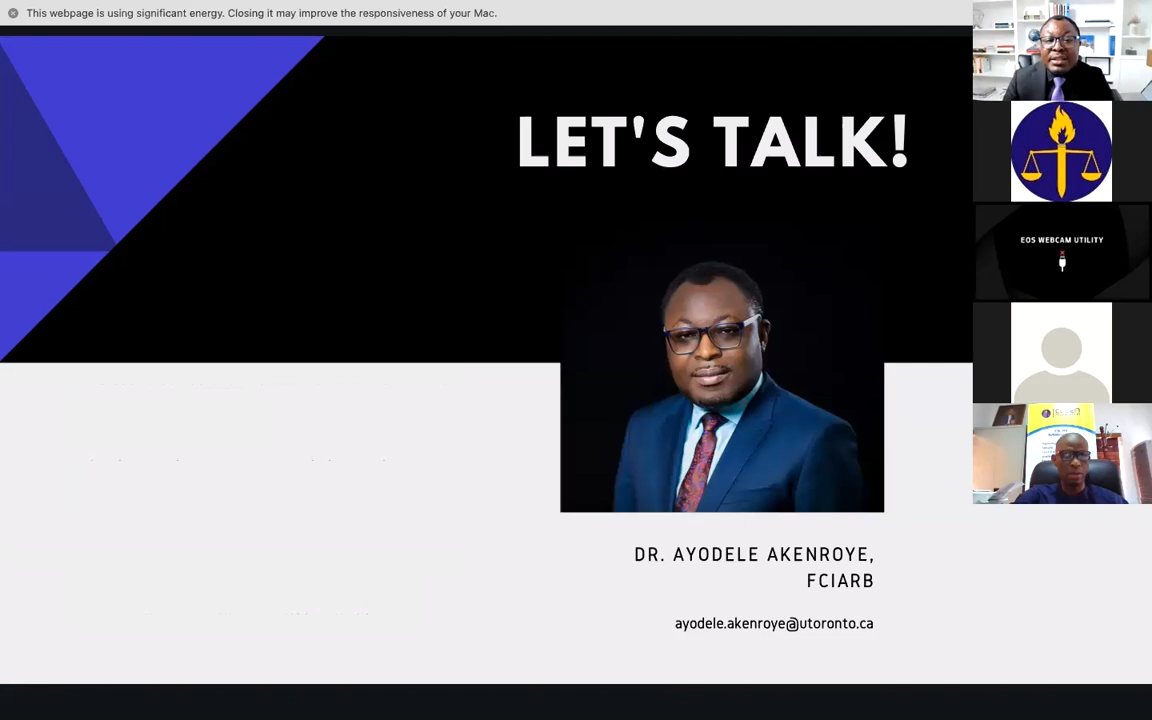 This webpage is using significant energy. Closing it may improve the responsiveness of your Mac.
LET'S TALK!
EOS WEBCAM UTILITY
DR. AYODELE AKENROYE,
FCIARB
ayodele.akenroye@utoronto.ca